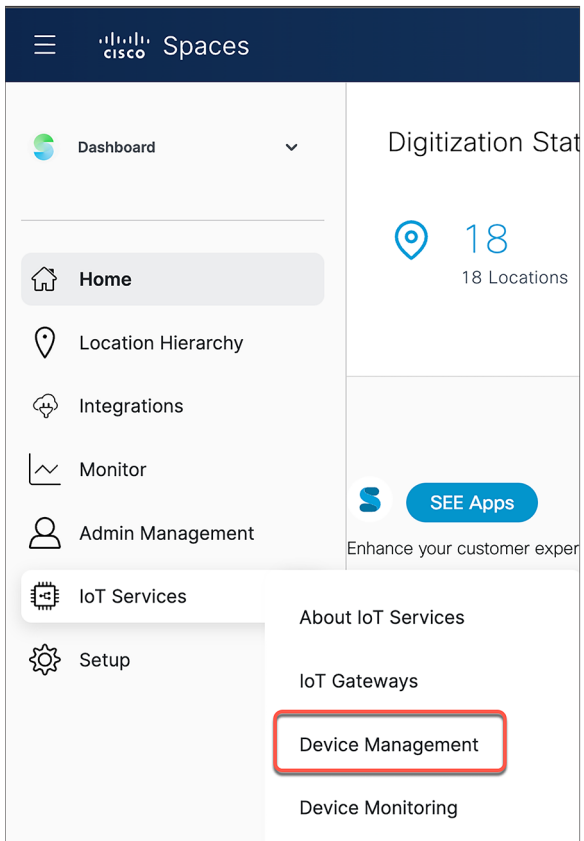 cisco Spaces
Dashboard
Digitization Stat
18
18 Locations
Home
Location Hierarchy
Integrations
Monitor
Admin Management
IoT Services
Setup
SEE Apps
Enhance your customer exper
About IoT Services
IoT Gateways
Device Management
Device Monitoring